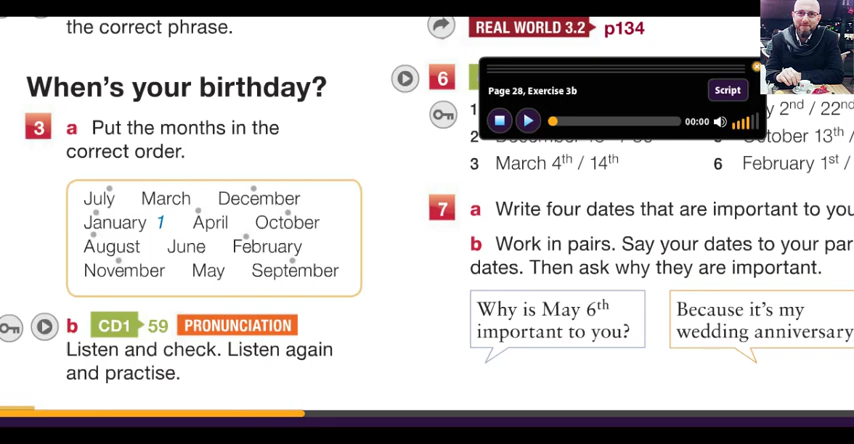 the correct phrase.
When's your birthday?
3 a Put the months in the
correct order.
July March December
January 1 April October
August June February
November May September
b CD1 59 PRONUNCIATION
Listen and check. Listen again
and practise.
REAL WORLD 3.2 p134
6
Page 28, Exercise 3b Script
00:00
1 y 2nd / 22nd
2 tober 13th /
3 March 4th / 14th 6 February 1st /
7 a Write four dates that are important to you
b Work in pairs. Say your dates to your par
dates. Then ask why they are important.
Why is May 6th
important to you?
Because it's my
wedding anniversary